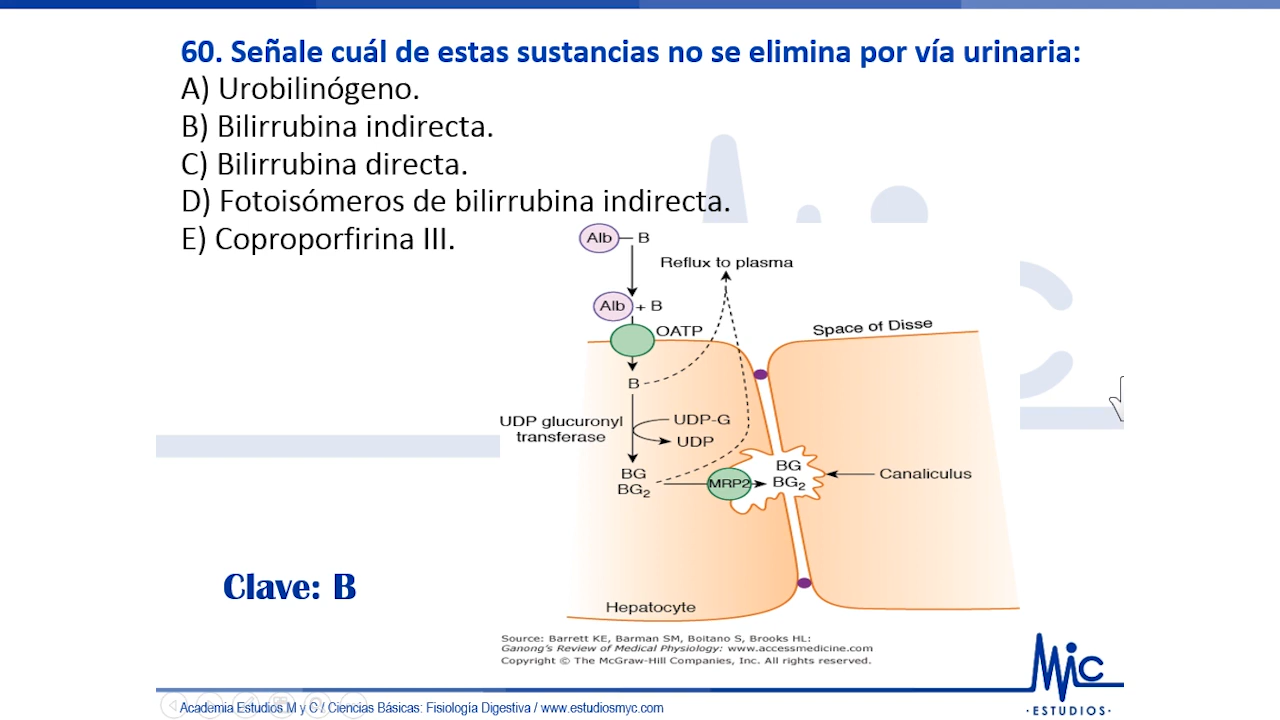 60. Señale cuál de estas sustancias no se elimina por vía urinaria:
A) Urobilinógeno.
B) Bilirrubina indirecta.
C) Bilirrubina directa.
D) Fotoisómeros de bilirrubina indirecta.
E) Coproporfirina III.
Alb B
Reflux to plasma
Alb + B
OATP
Space of Disse
B
UDP glucuronyl
transferase
UDP-G
UDP
BG
BG2
MRP2
BG
BG2
Canaliculus
Clave: B
Hepatocyte
Source: Barrett KE, Barman SM, Boitano S, Brooks HL:
Ganong's Review of Medical Physiology: www.accessmedicine.com
Copyright © The McGraw-Hill Companies, Inc. All rights reserved.
Myc
·ESTUDIOS·
Academia Estudios M y C / Ciencias Básicas: Fisiología Digestiva / www.estudiosmyc.com